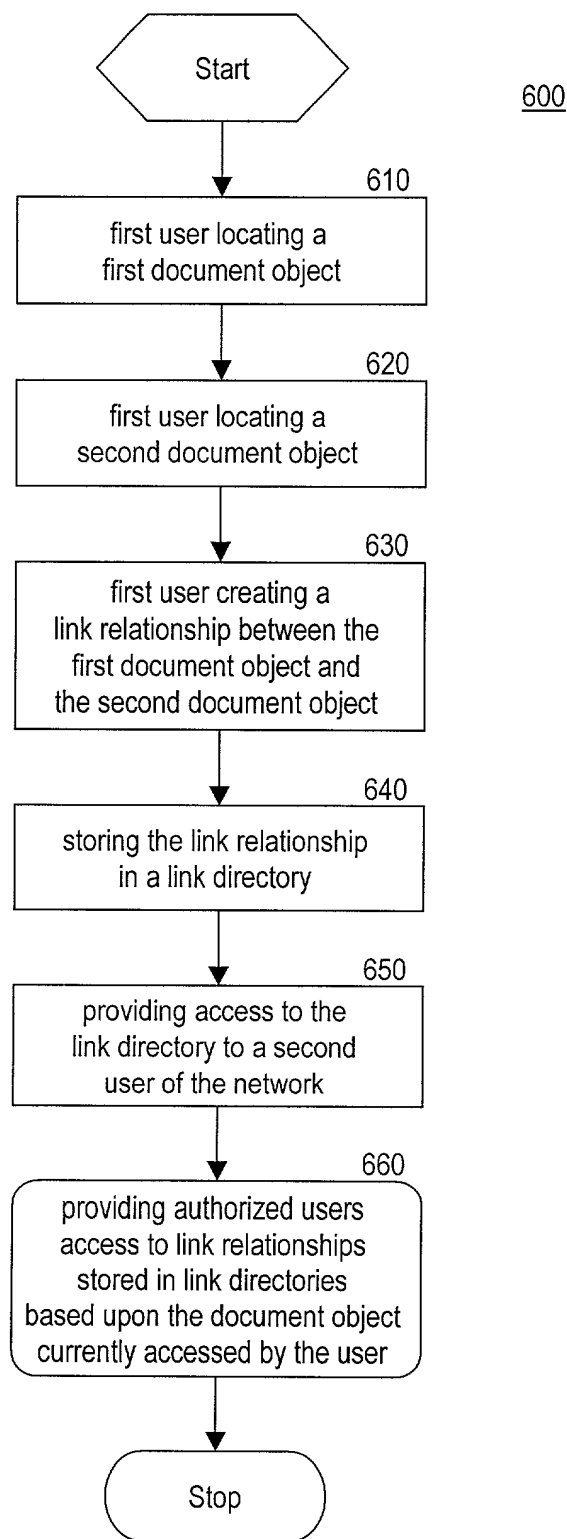 Start
600
610
first user locating a
first document object
620
first user locating a
second document object
630
first user creating a
link relationship between the
first document object and
the second document object
640
storing the link relationship
in a link directory
650
providing access to the
link directory to a second
user of the network
660
providing authorized users
access to link relationships
stored in link directories
based upon the document object
currently accessed by the user
Stop